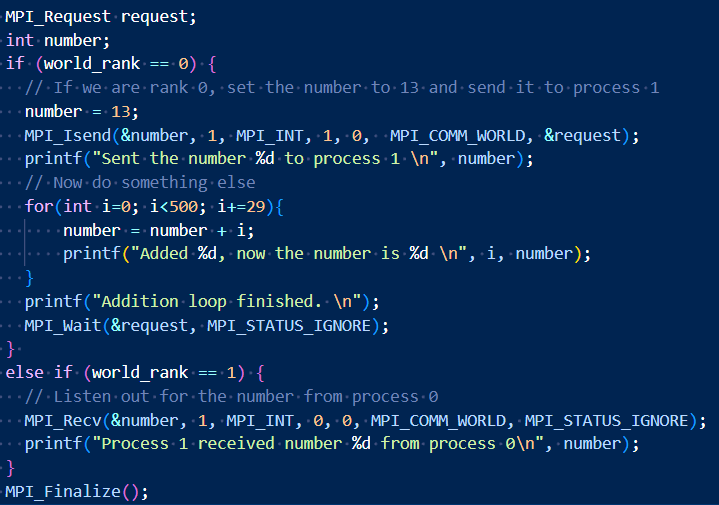 MPI_Request request;
int number;
if (world_rank == 0) {
   // If we are rank 0, set the number to 13 and send it to process 1
   number = 13;
   MPI_Isend(&number, 1, MPI_INT, 1, 0,  MPI_COMM_WORLD, &request);
   printf("Sent the number %d to process 1 \n", number);
   // Now do something else
   for(int i=0; i<500; i+=29){
       number = number + i;
       printf("Added %d, now the number is %d \n", i, number);
   }
   printf("Addition loop finished. \n");
   MPI_Wait(&request, MPI_STATUS_IGNORE);
}
else if (world_rank == 1) {
   // Listen out for the number from process 0
   MPI_Recv(&number, 1, MPI_INT, 0, 0, MPI_COMM_WORLD, MPI_STATUS_IGNORE);
   printf("Process 1 received number %d from process 0\n", number);
}
MPI_Finalize();